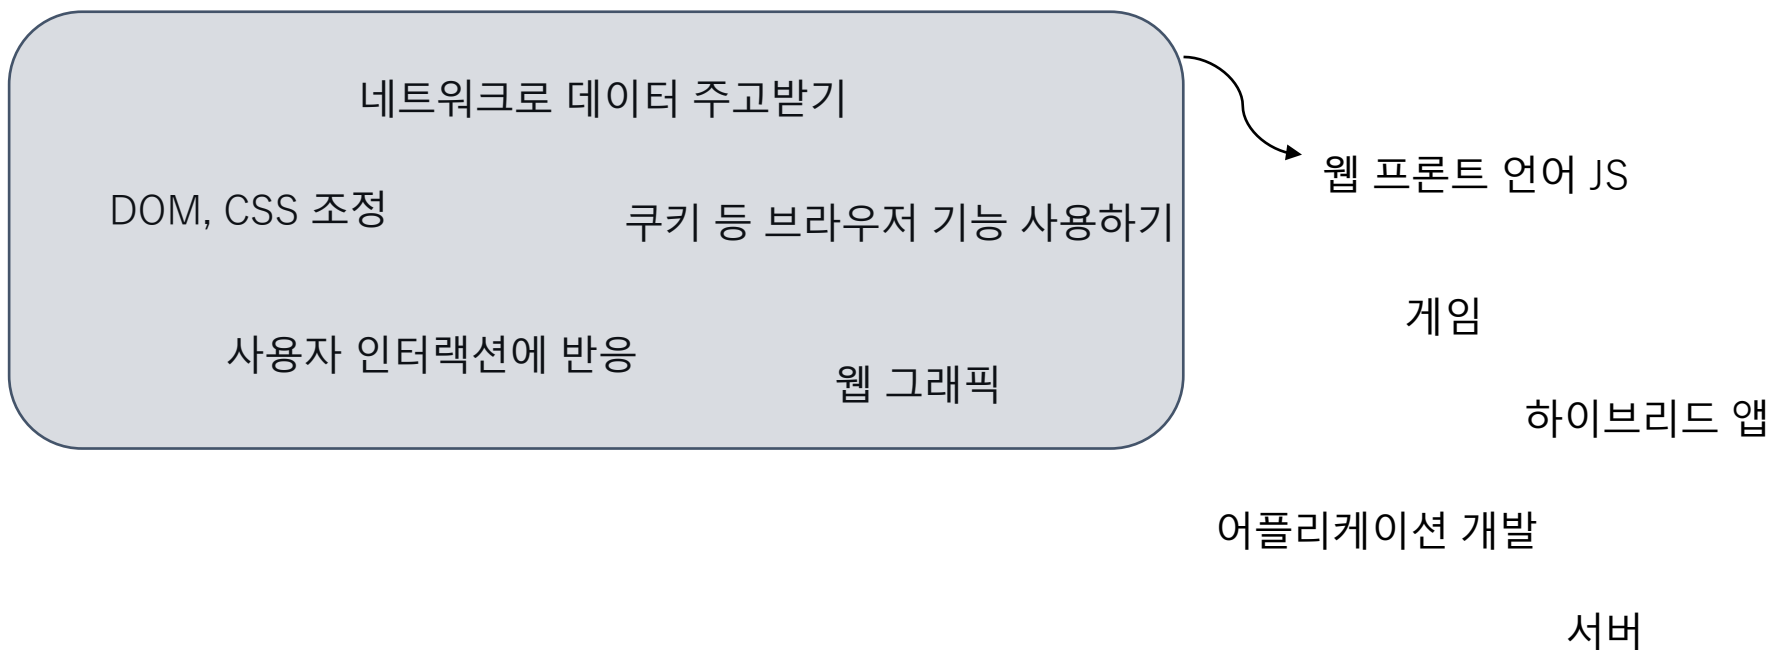 네트워크로 데이터 주고받기
DOM, CSS 조정
쿠키 등 브라우저 기능 사용하기
사용자 인터랙션에 반응
웹 그래픽
웹 프론트 언어 JS
게임
하이브리드 앱
어플리케이션 개발
서버